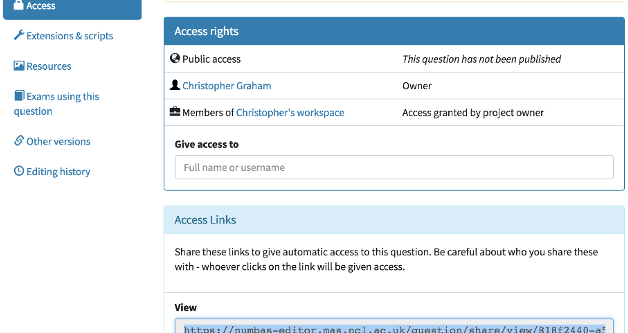 Access
Extensions & scripts
Resources
Exams using this
question
Other versions
Editing history
Access rights
Public access This question has not been published
Christopher Graham Owner
Members of Christopher's workspace Access granted by project owner
Give access to
Full name or username
Access Links
Share these links to give automatic access to this question. Be careful about who you share these
with - whoever clicks on the link will be given access.
View
https://numbas-editor.mas.ncl.ac.uk/question/share/view/818f2440-a5